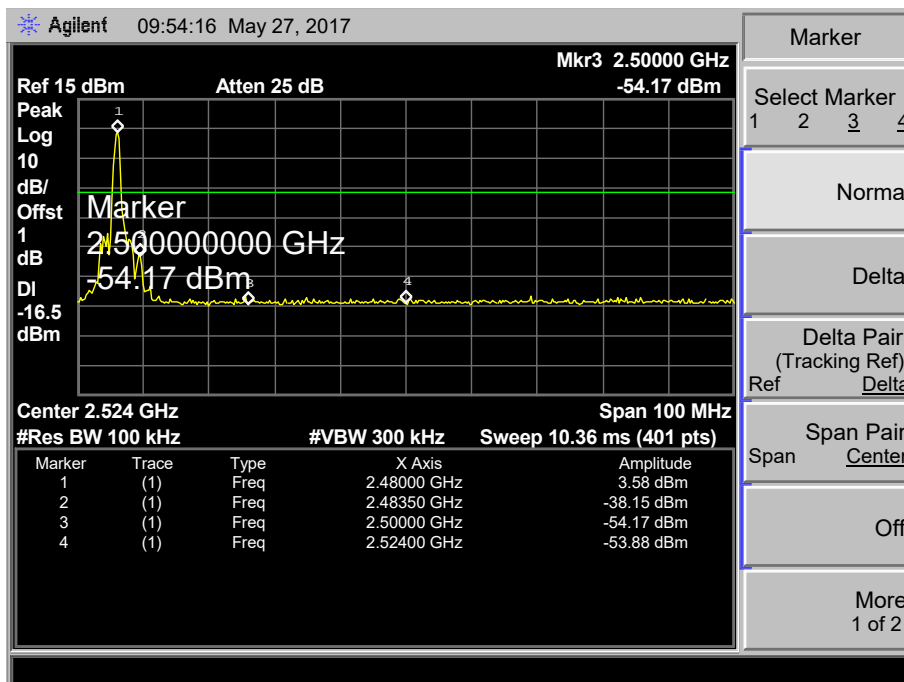 Agilent 09:54:16 May 27, 2017
Mkr3 2.50000 GHz
Ref 15 dBm Atten 25 dB -54.17 dBm
Peak
Log
10
dB/
Offst
1
dB
DI
-16.5
dBm
1
2
3
4
Marker
2.500000000 GHz
-54.17 dBm
Center 2.524 GHz Span 100 MHz
#Res BW 100 kHz #VBW 300 kHz Sweep 10.36 ms (401 pts)
Marker Trace Type X Axis Amplitude
1 (1) Freq 2.48000 GHz 3.58 dBm
2 (1) Freq 2.48350 GHz -38.15 dBm
3 (1) Freq 2.50000 GHz -54.17 dBm
4 (1) Freq 2.52400 GHz -53.88 dBm
Marker
Select Marker
1 2 3 4
Norma
Delta
Delta Pair
(Tracking Ref)
Ref Delta
Span Pair
Span Center
Off
More
1 of 2